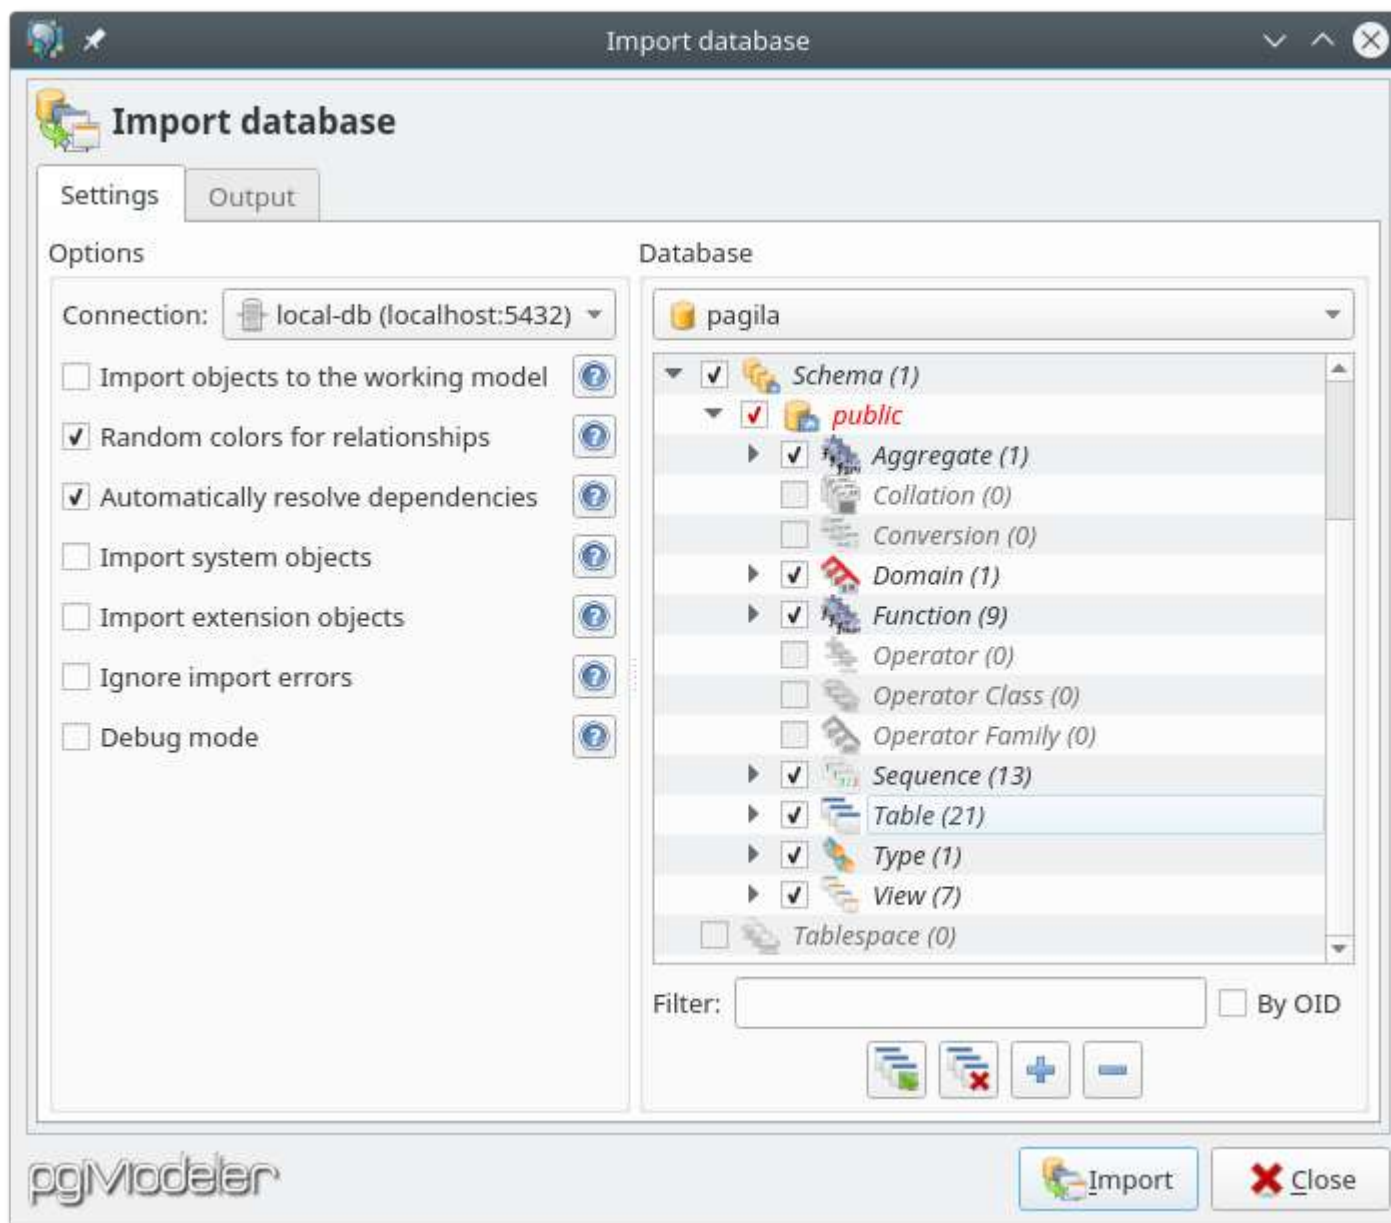 Import database
Import database
Settings
Output
Options
Connection:
local-db (localhost:5432)
Import objects to the working model
Random colors for relationships
Automatically resolve dependencies
Import system objects
Import extension objects
Ignore import errors
Debug mode
Database
pagila
Schema (1)
public
Aggregate (1)
Collation (0)
Conversion (0)
Domain (1)
Function (9)
Operator (0)
Operator Class (0)
Operator Family (0)
Sequence (13)
Table (21)
Type (1)
View (7)
Tablespace (0)
Filter:
By OID
pgModeler
Import
Close